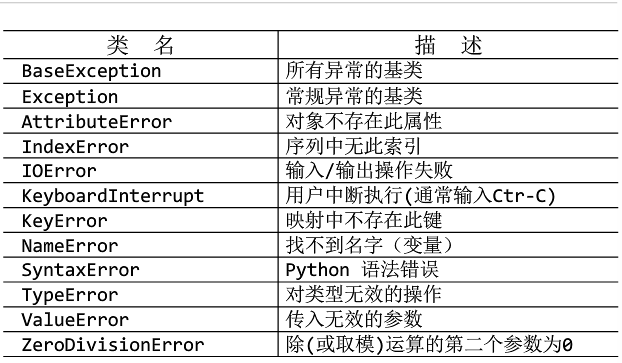 类 名 描 述
BaseException 所有异常的基类
Exception 常规异常的基类
AttributeError 对象不存在此属性
IndexError 序列中无此索引
IOError 输入/输出操作失败
KeyboardInterrupt 用户中断执行(通常输入Ctr-C)
KeyError 映射中不存在此键
NameError 找不到名字（变量）
SyntaxError Python 语法错误
TypeError 对类型无效的操作
ValueError 传入无效的参数
ZeroDivisionError 除(或取模)运算的第二个参数为0